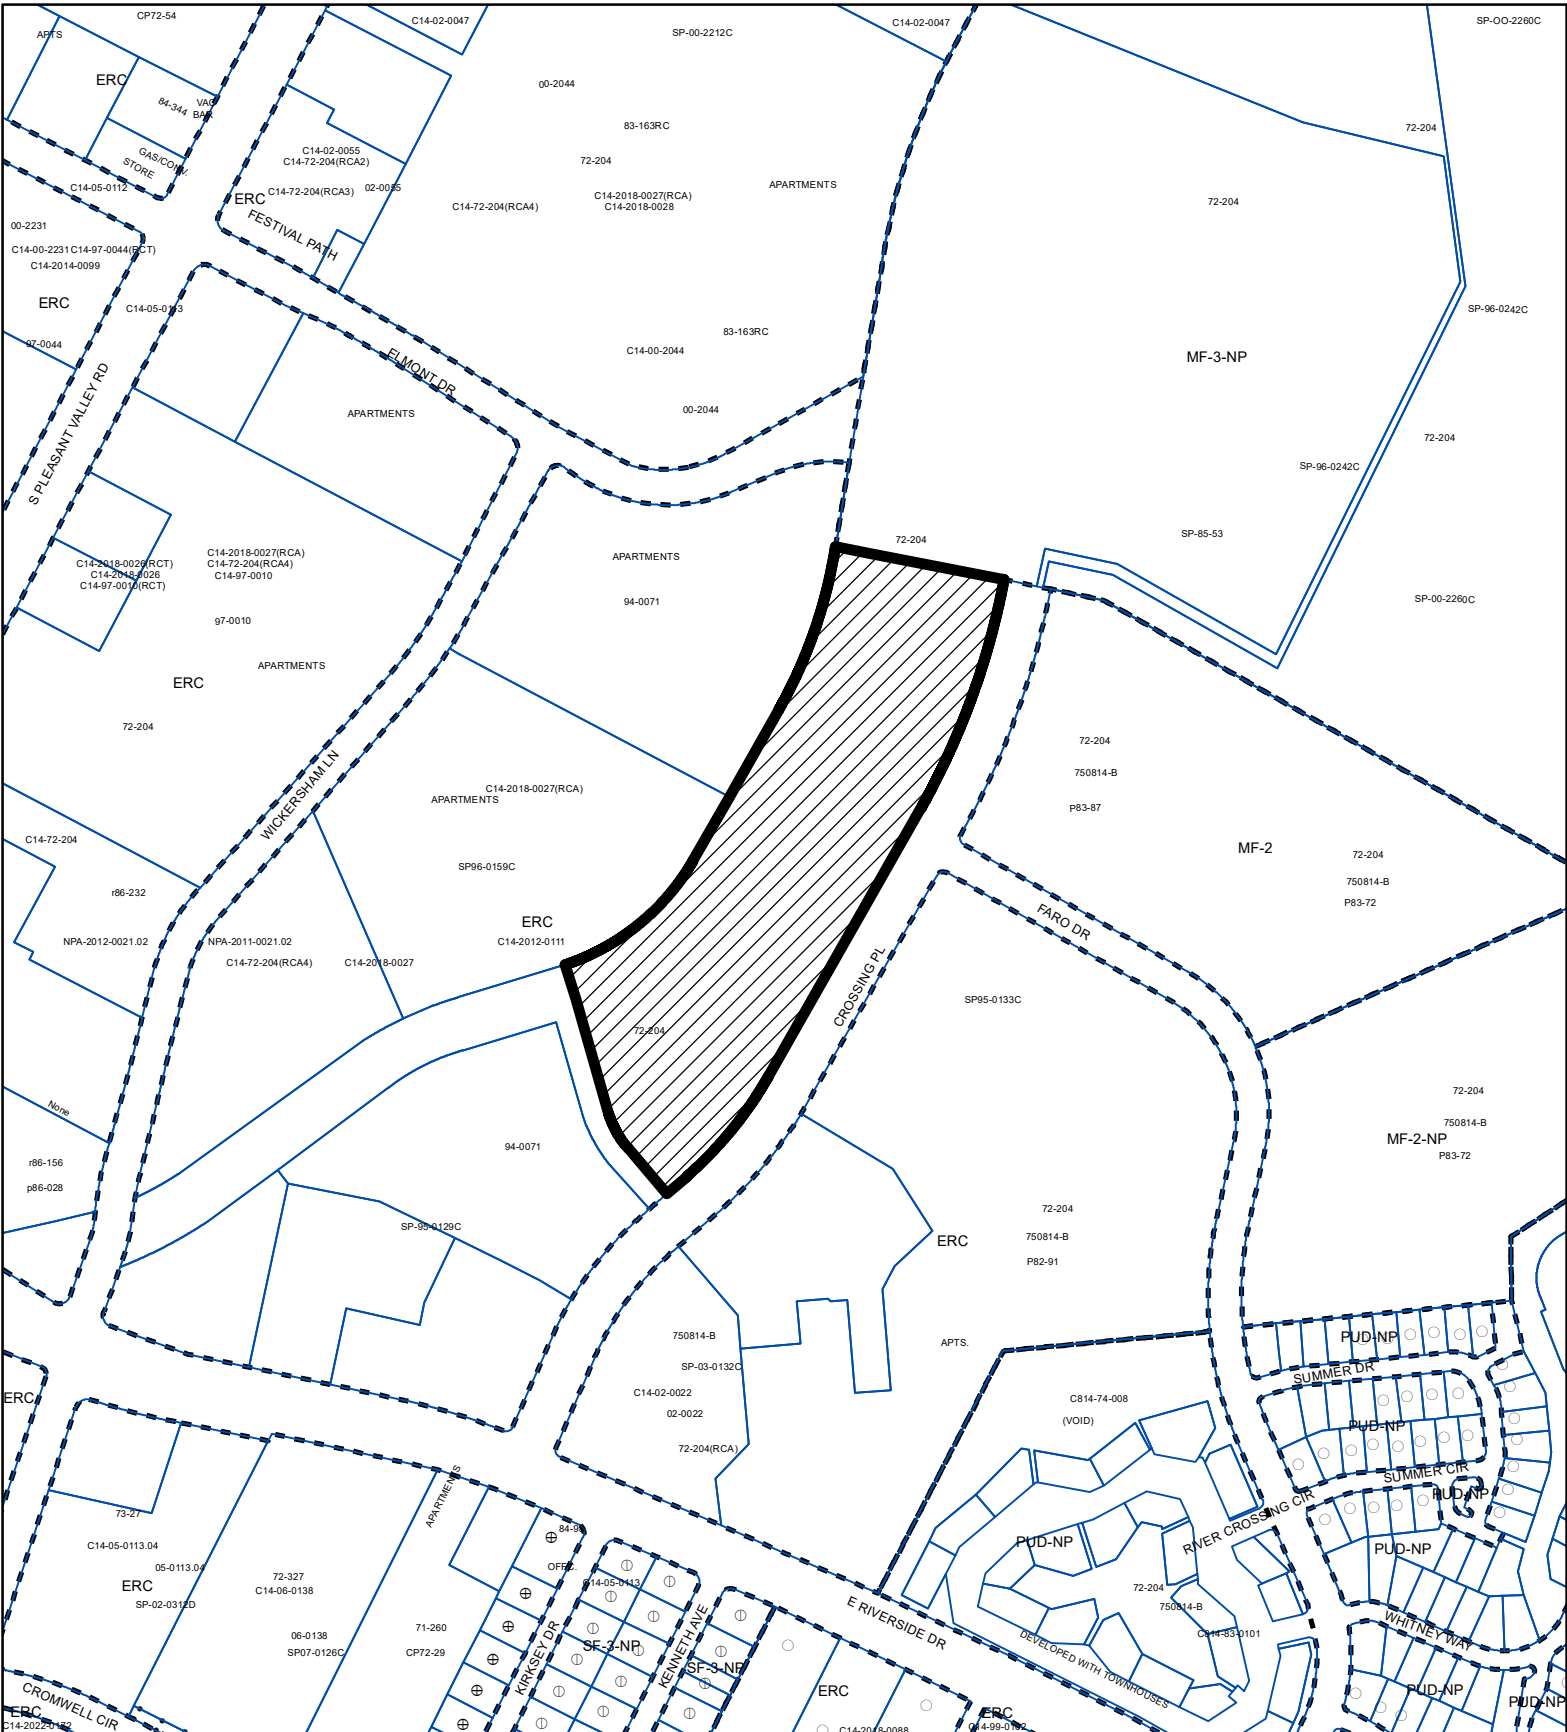 CP72-54
C14-02-0047
C14-02-0047
SP-OO-2260C
APTS
SP-00-2212C
ERC
00-2044
84-344
VAC
BAR
83-163RC
72-204
C14-02-0055
C14-72-204(RCA2)
GAS/CONV.
STORE
72-204
APARTMENTS
C14-05-0112
C14-72-204(RCA3)
02-0055
ERC
C14-2018-0027(RCA)
C14-2018-0028
C14-72-204(RCA4)
72-204
FESTIVAL PATH
00-2231
C14-00-2231
C14-97-0044(RCT)
C14-2014-0099
ERC
C14-05-0113
SP-96-0242C
97-0044
83-163RC
C14-00-2044
MF-3-NP
ELMONT DR
S PLEASANT VALLEY RD
APARTMENTS
00-2044
72-204
SP-96-0242C
SP-85-53
72-204
C14-2018-0027(RCA)
C14-72-204(RCA4)
C14-97-0010
C14-2018-0026(RCT)
C14-2018-0026
C14-97-0010(RCT)
APARTMENTS
94-0071
SP-00-2260C
97-0010
APARTMENTS
ERC
72-204
72-204
750814-B
P83-87
WICKERSHAM LN
C14-2018-0027(RCA)
APARTMENTS
C14-72-204
MF-2
72-204
750814-B
P83-72
SP96-0159C
r86-232
ERC
C14-2012-0111
FARO DR
NPA-2012-0021.02
NPA-2011-0021.02
C14-72-204(RCA4)
C14-2018-0027
CROSSING PL
SP95-0133C
72-204
None
72-204
750814-B
MF-2-NP
P83-72
94-0071
r86-156
p86-028
SP-95-0129C
72-204
750814-B
P82-91
ERC
750814-B
APTS.
PUD-NP
SP-03-0132C
SUMMER DR
C14-02-0022
02-0022
C814-74-008
(VOID)
ERC
PUD-NP
72-204(RCA)
SUMMER CIR
PUD-NP
APARTMENTS
73-27
RIVER CROSSING CIR
PUD-NP
PUD-NP
C14-05-0113.04
05-0113.04
ERC
SP-02-0312D
72-327
C14-06-0138
OFFC.
C14-05-0113
72-204
750814-B
E RIVERSIDE DR
71-260
CP72-29
06-0138
SP07-0126C
KIRKSEY DR
SF-3-NP
KENNETH AVE
SF-3-NP
DEVELOPED WITH TOWNHOUSES
C814-83-0101
WHITNEY WAY
CROMWELL CIR
ERC
C14-2022-0172
ERC
C14-2018-0088
ERC
PUD-NP
PUD-NP